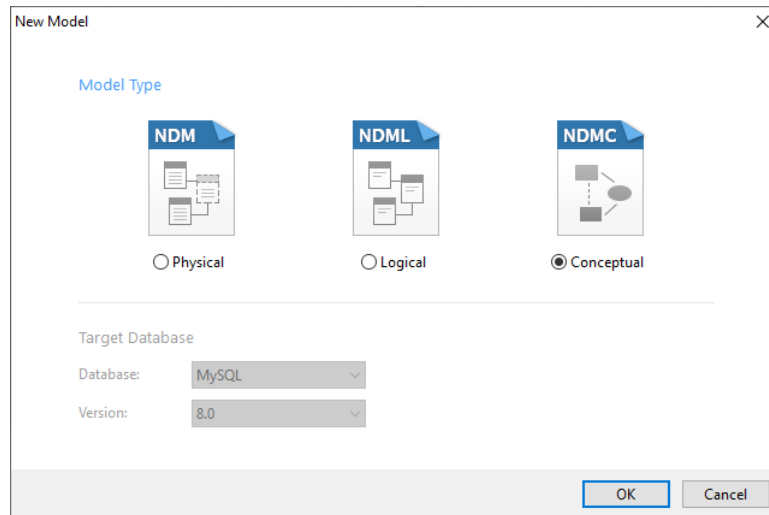 New Model
Model Type
NDM
NDML
NDMC
Physical
Logical
Conceptual
Target Database
Database:
MySQL
Version:
8.0
OK
Cancel